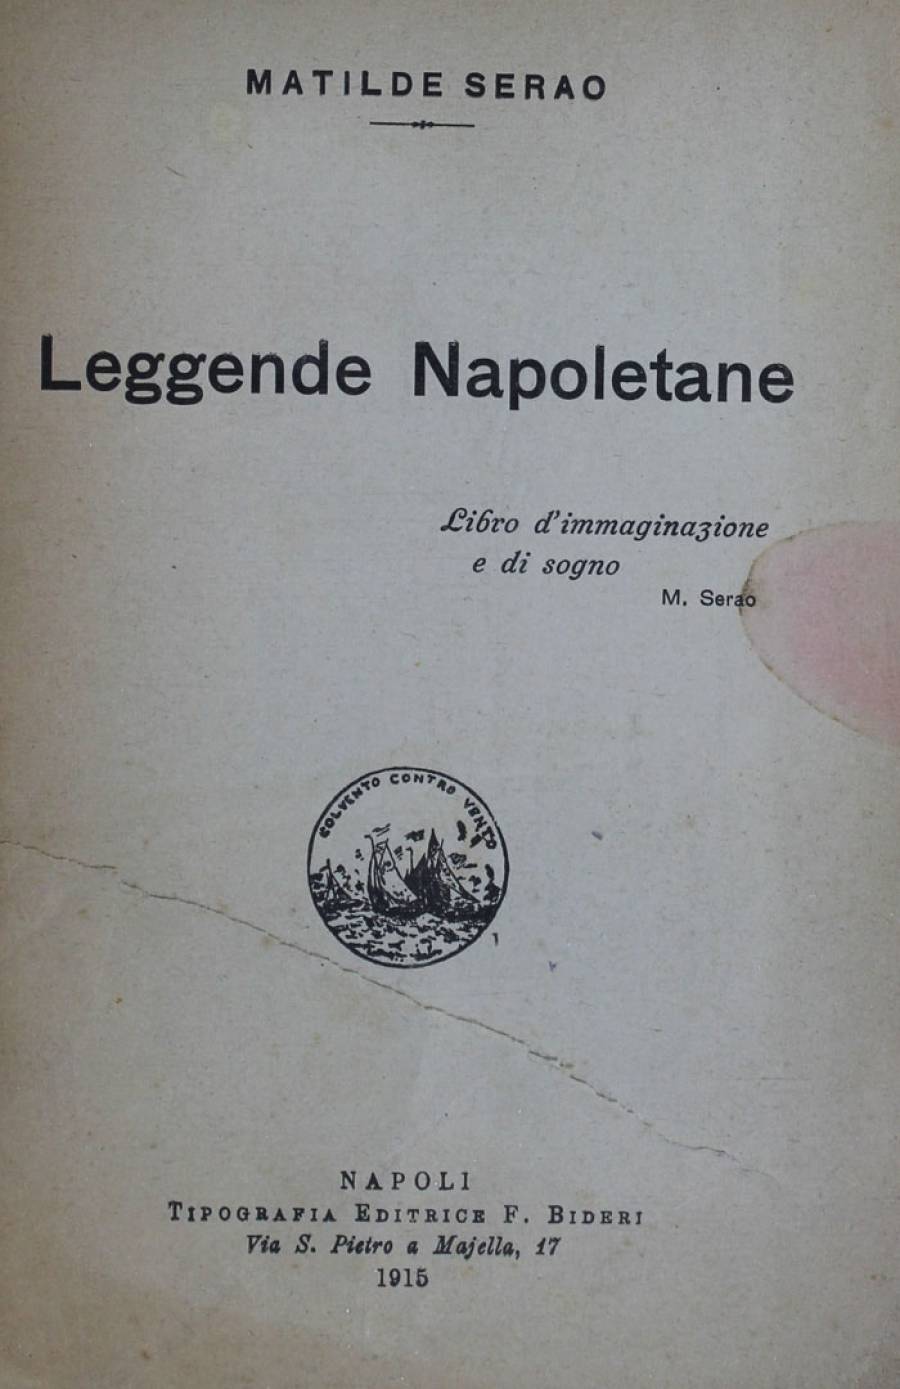 MATILDE SERAO
Leggende Napoletane
Libro d'immaginazione
e di sogno
M. Serao
COLVENTO CONTRO VENTO
NAPOLI
TIPOGRAFIA EDITRICE F. BIDERI
Via S. Pietro a Majella, 17
1915